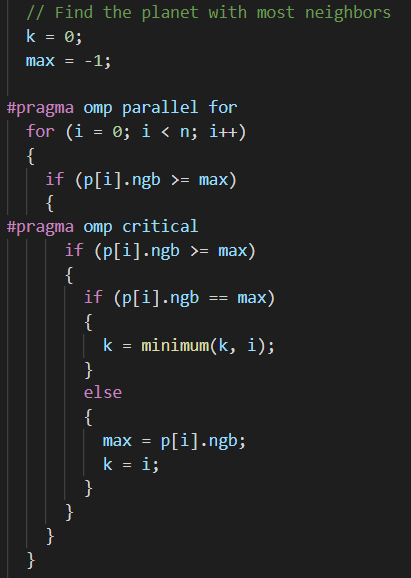 // Find the planet with most neighbors
k = 0;
max = -1;
#pragma omp parallel for
for (i = 0; i < n; i++)
{
if (p[i].ngb >= max)
{
#pragma omp critical
if (p[i].ngb >= max)
{
if (p[i].ngb == max)
{
k = minimum(k, i);
}
else
{
max = p[i].ngb;
k = i;
}
}
}
}